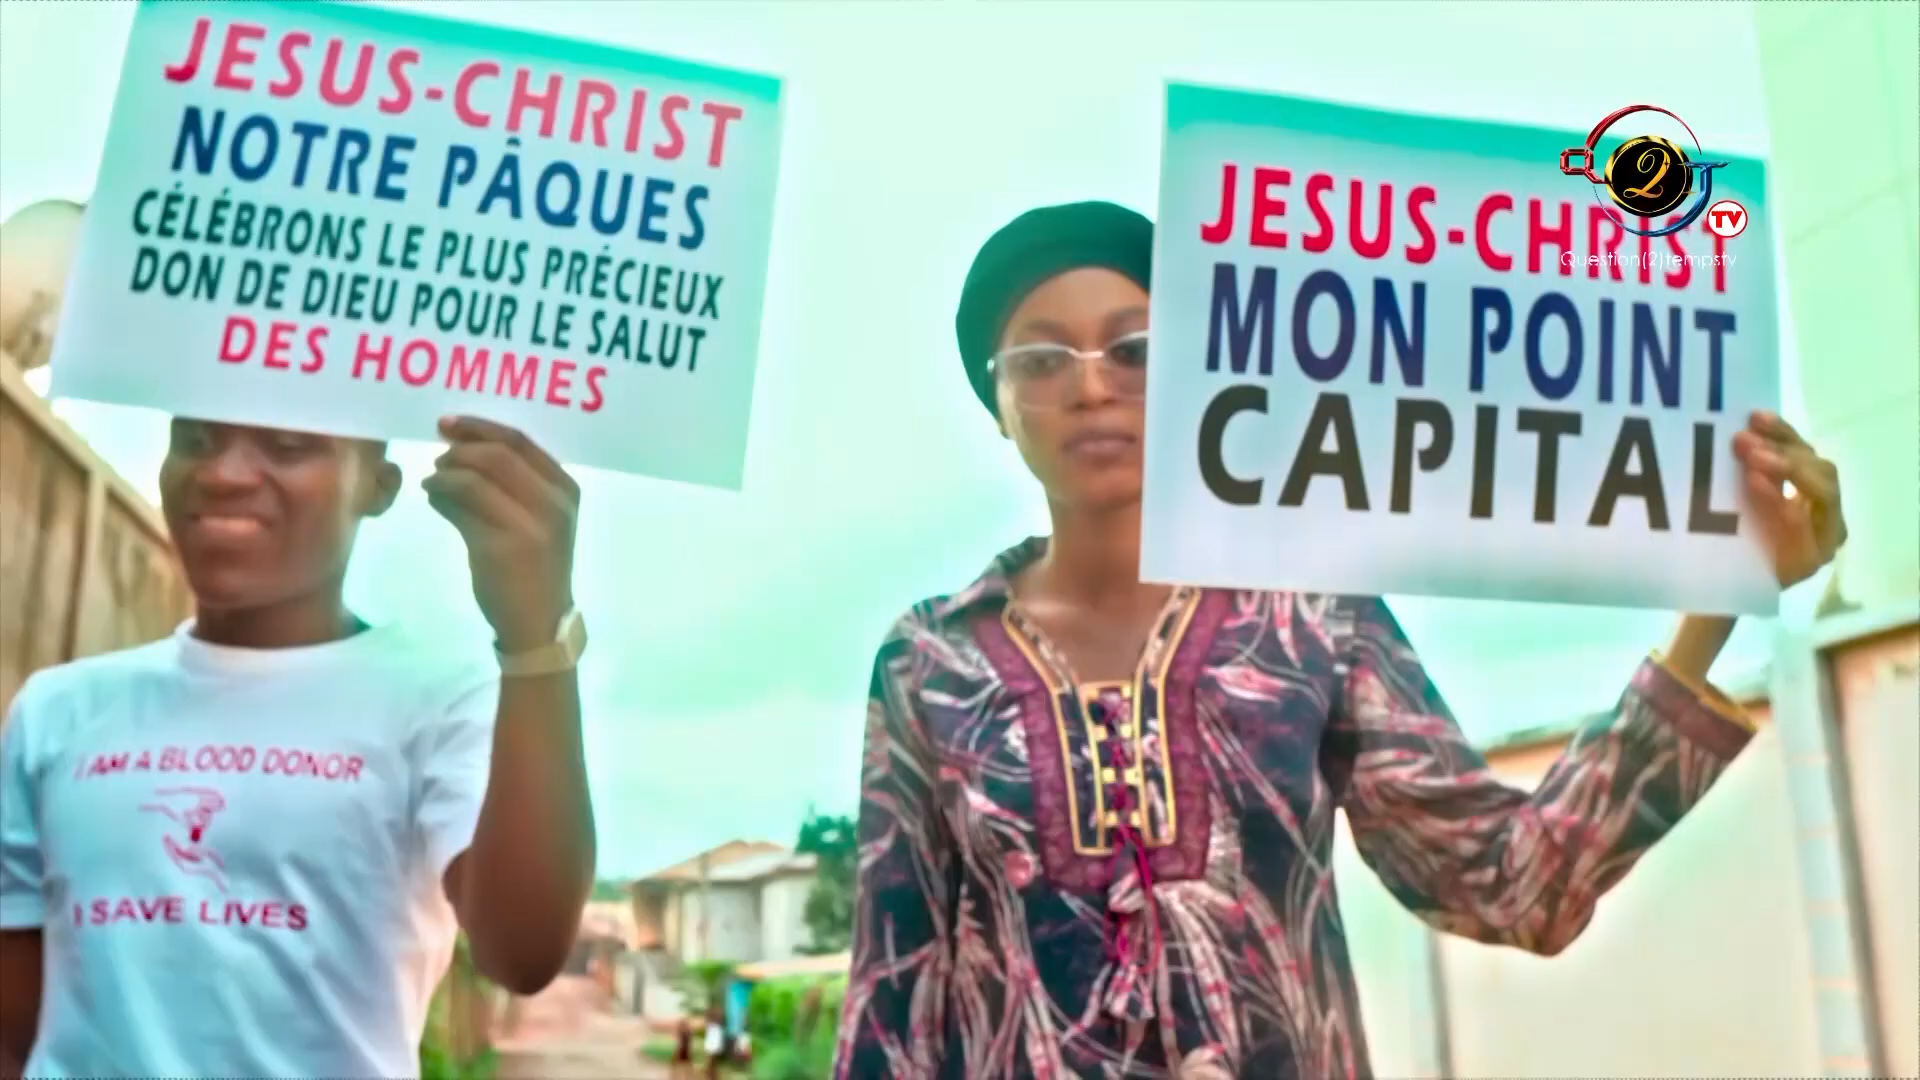 JESUS-CHRIST
NOTRE PÂQUES
CÉLÉBRONS LE PLUS PRÉCIEUX
DON DE DIEU POUR LE SALUT
DES HOMMES
JESUS-CHRIST
MON POINT
CAPITAL
Q2T
TV
Question(2)tempstv
I AM A BLOOD DONOR
I SAVE LIVES